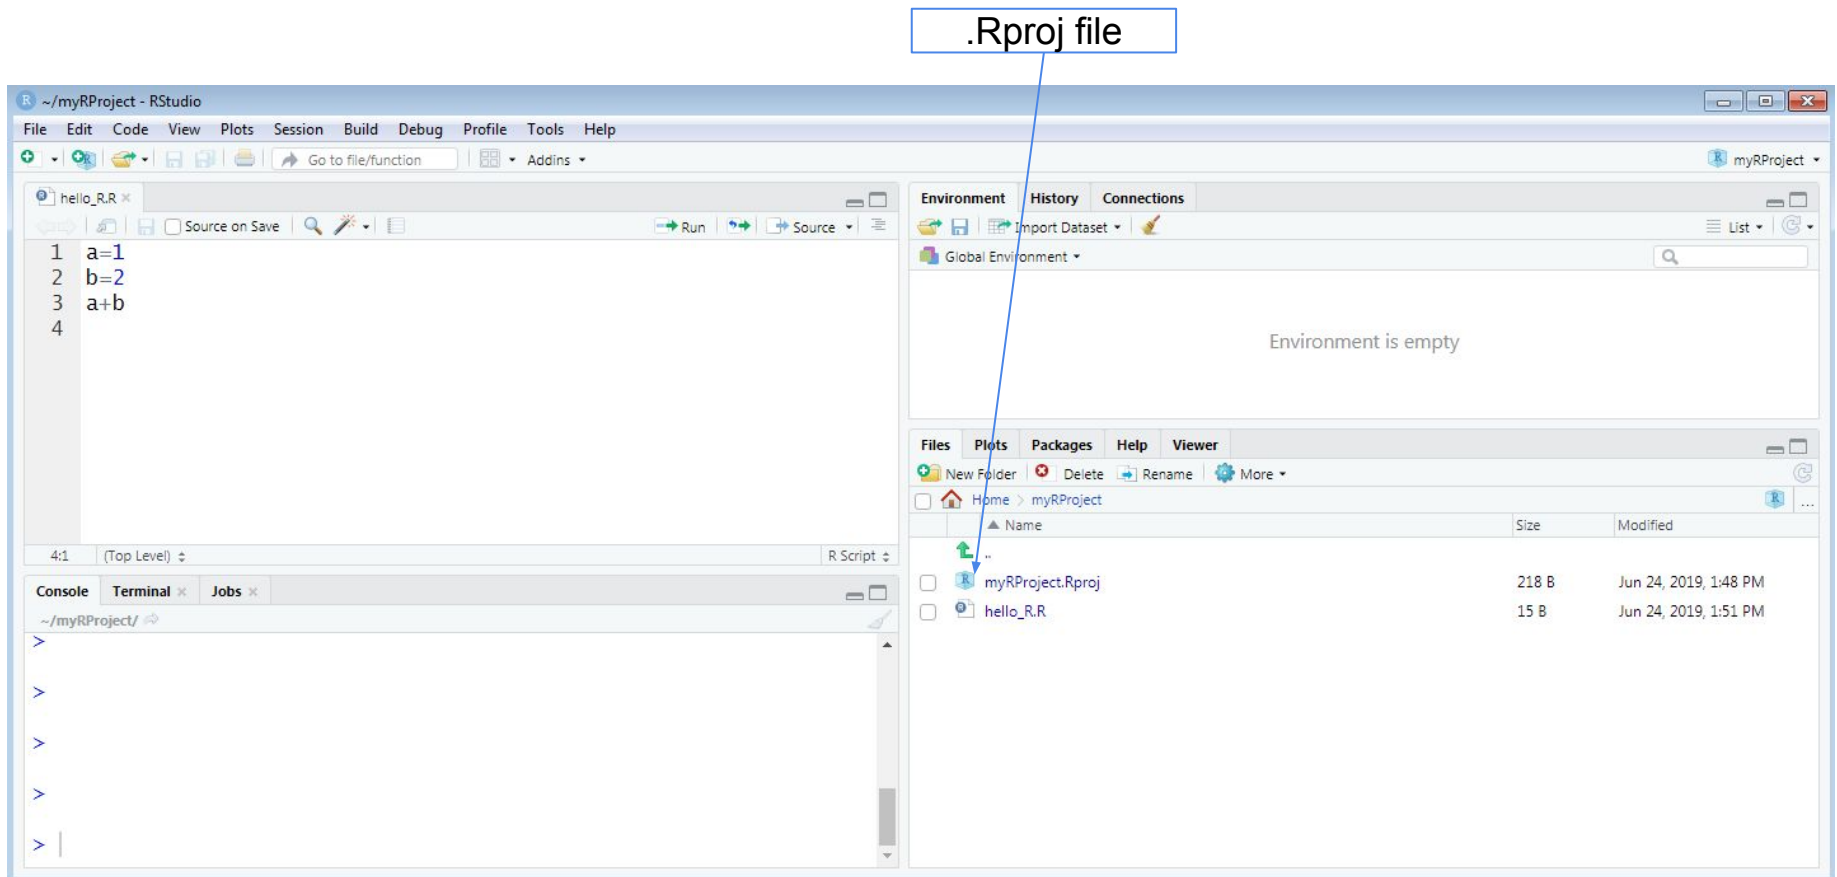 .Rproj file
~/myRProject - RStudio
File Edit Code View Plots Session Build Debug Profile Tools Help
Go to file/function Addins myRProject
hello_R.R
Source on Save Run Source
1 a=1
2 b=2
3 a+b
4
4:1 (Top Level) R Script
Console Terminal Jobs
~/myRProject/
>
>
>
>
>
Environment History Connections
Import Dataset List
Global Environment
Environment is empty
Files Plots Packages Help Viewer
New Folder Delete Rename More
Home > myRProject ...
Name Size Modified
..
myRProject.Rproj 218 B Jun 24, 2019, 1:48 PM
hello_R.R 15 B Jun 24, 2019, 1:51 PM